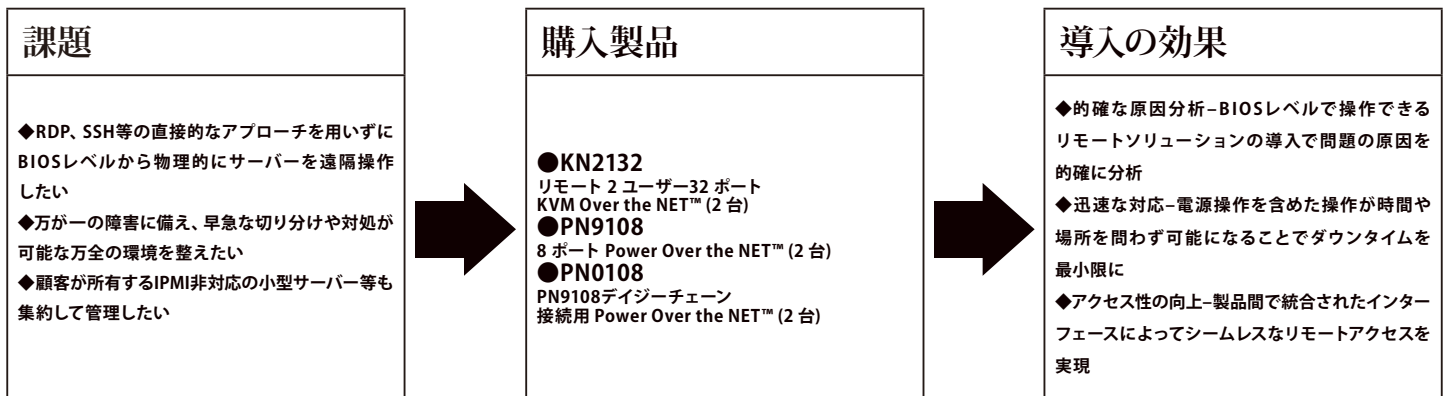 課題
◆RDP、SSH等の直接的なアプローチを用いずに
BIOSレベルから物理的にサーバーを遠隔操作
したい
◆万が一の障害に備え、早急な切り分けや対処が
可能な万全の環境を整えたい
◆顧客が所有するIPMI非対応の小型サーバー等も
集約して管理したい
購入製品
●KN2132
リモート 2 ユーザー32 ポート
KVM Over the NET™ (2 台)
●PN9108
8 ポート Power Over the NET™ (2 台)
●PN0108
PN9108デイジーチェーン
接続用 Power Over the NET™ (2 台)
導入の効果
◆的確な原因分析–BIOSレベルで操作できる
リモートソリューションの導入で問題の原因を
的確に分析
◆迅速な対応–電源操作を含めた操作が時間や
場所を問わず可能になることでダウンタイムを
最小限に
◆アクセス性の向上–製品間で統合されたインター
フェースによってシームレスなリモートアクセスを
実現